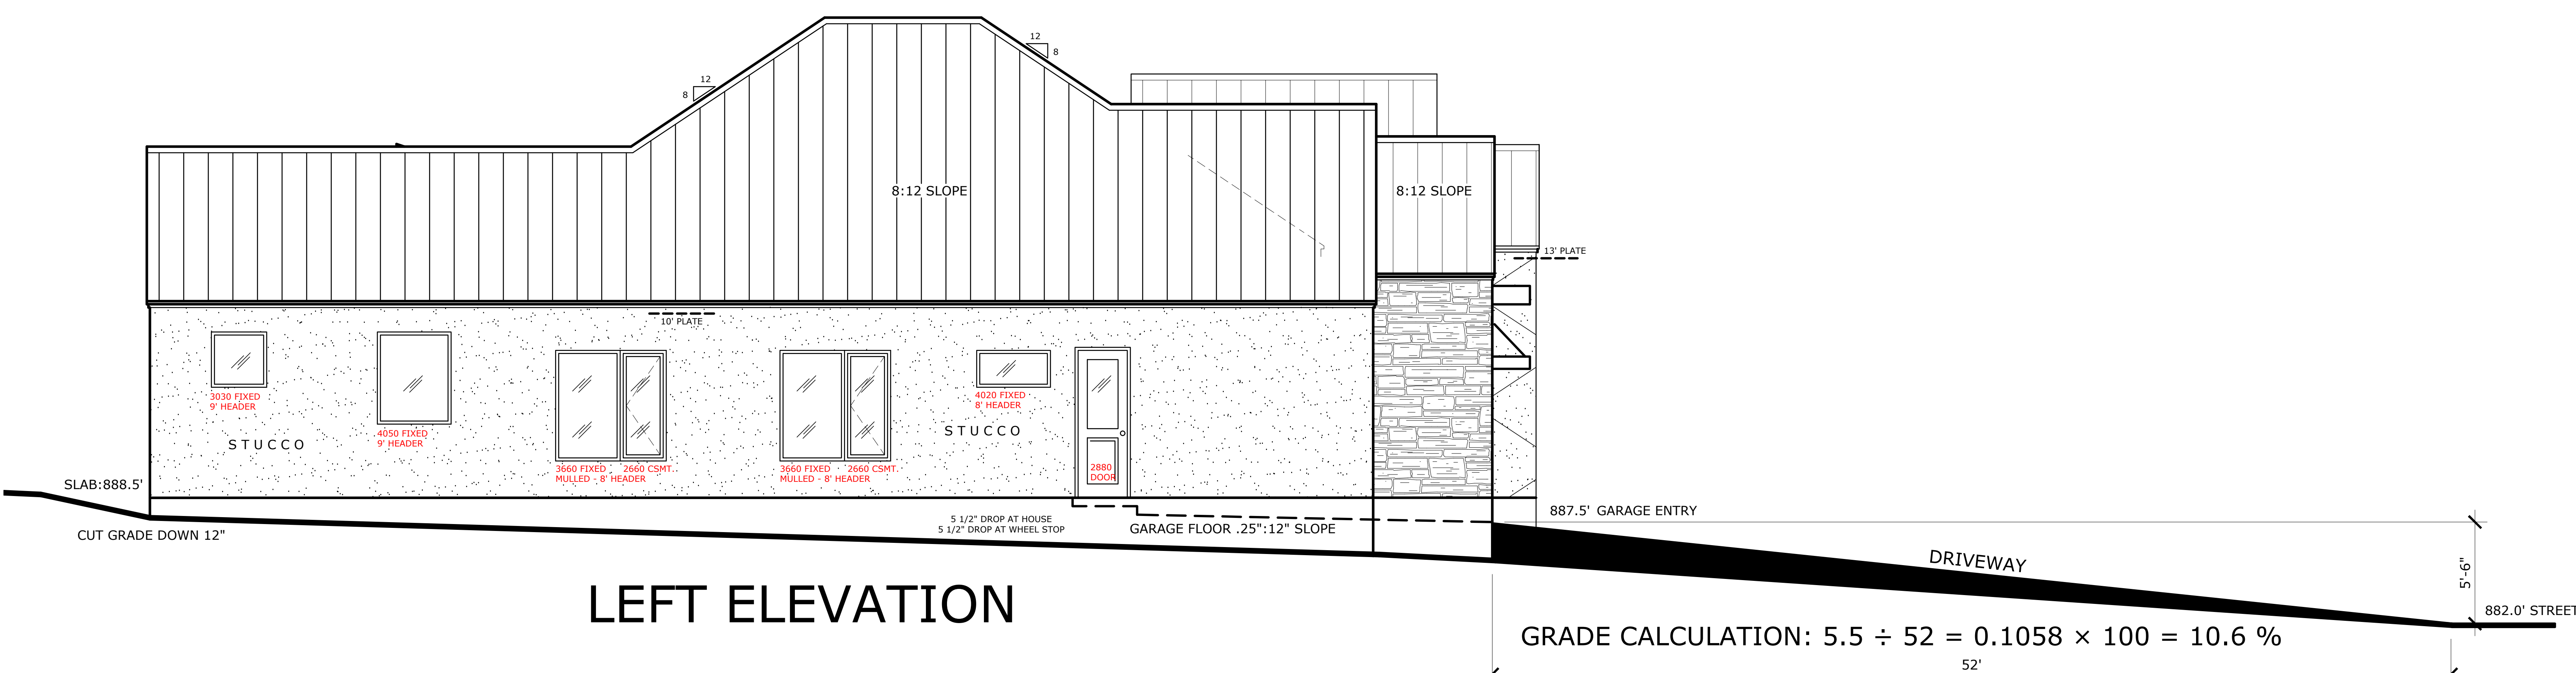 12
8
12
8
8:12 SLOPE
8:12 SLOPE
13' PLATE
10' PLATE
3030 FIXED
9' HEADER
4050 FIXED
9' HEADER
3660 FIXED
2660 CSMT.
MULLED - 8' HEADER
3660 FIXED
2660 CSMT.
MULLED - 8' HEADER
4020 FIXED
8' HEADER
STUCCO
STUCCO
2880
DOOR
SLAB:888.5'
CUT GRADE DOWN 12"
5 1/2" DROP AT HOUSE
5 1/2" DROP AT WHEEL STOP
GARAGE FLOOR .25":12" SLOPE
887.5' GARAGE ENTRY
DRIVEWAY
5'-6"
882.0' STREET
LEFT ELEVATION
GRADE CALCULATION: 5.5 ÷ 52 = 0.1058 × 100 = 10.6 %
52'